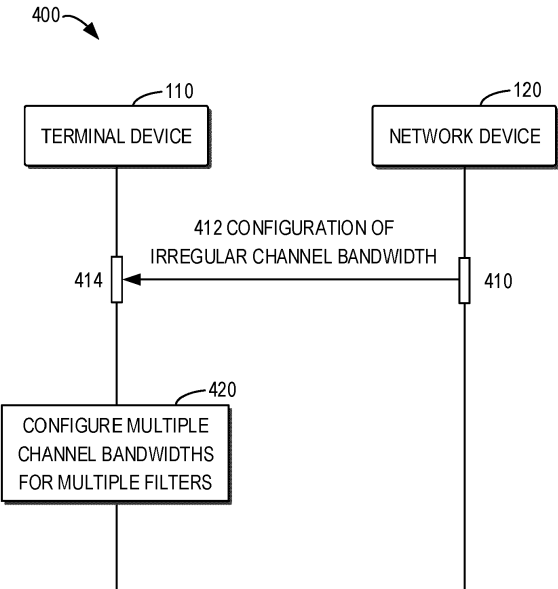 400
110
120
TERMINAL DEVICE
NETWORK DEVICE
412 CONFIGURATION OF
IRREGULAR CHANNEL BANDWIDTH
414
410
420
CONFIGURE MULTIPLE
CHANNEL BANDWIDTHS
FOR MULTIPLE FILTERS